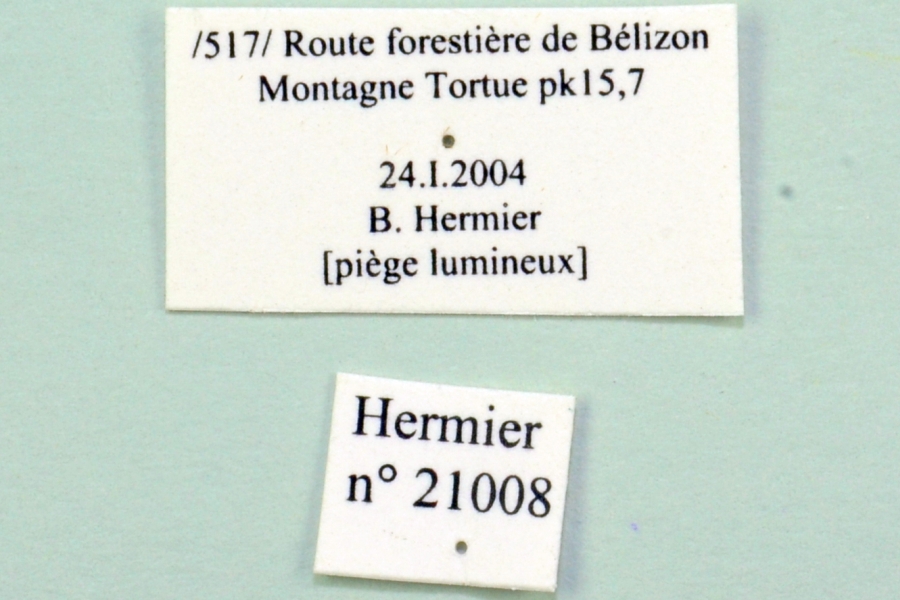 /517/ Route forestière de Bélizon
Montagne Tortue pk15,7
24.I.2004
B. Hermier
[piège lumineux]
Hermier
n° 21008